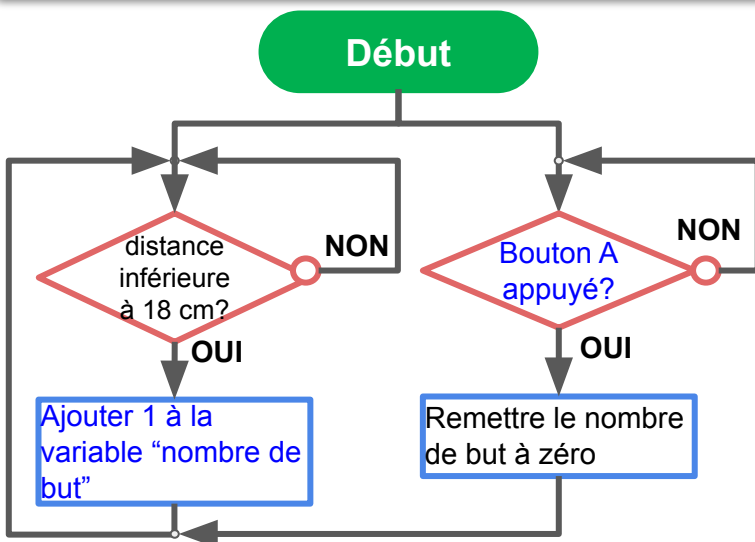 Début
distance
inférieure
à 18 cm?
NON
OUI
Ajouter 1 à la
variable “nombre de
but”
Bouton A
appuyé?
NON
OUI
Remettre le nombre
de but à zéro